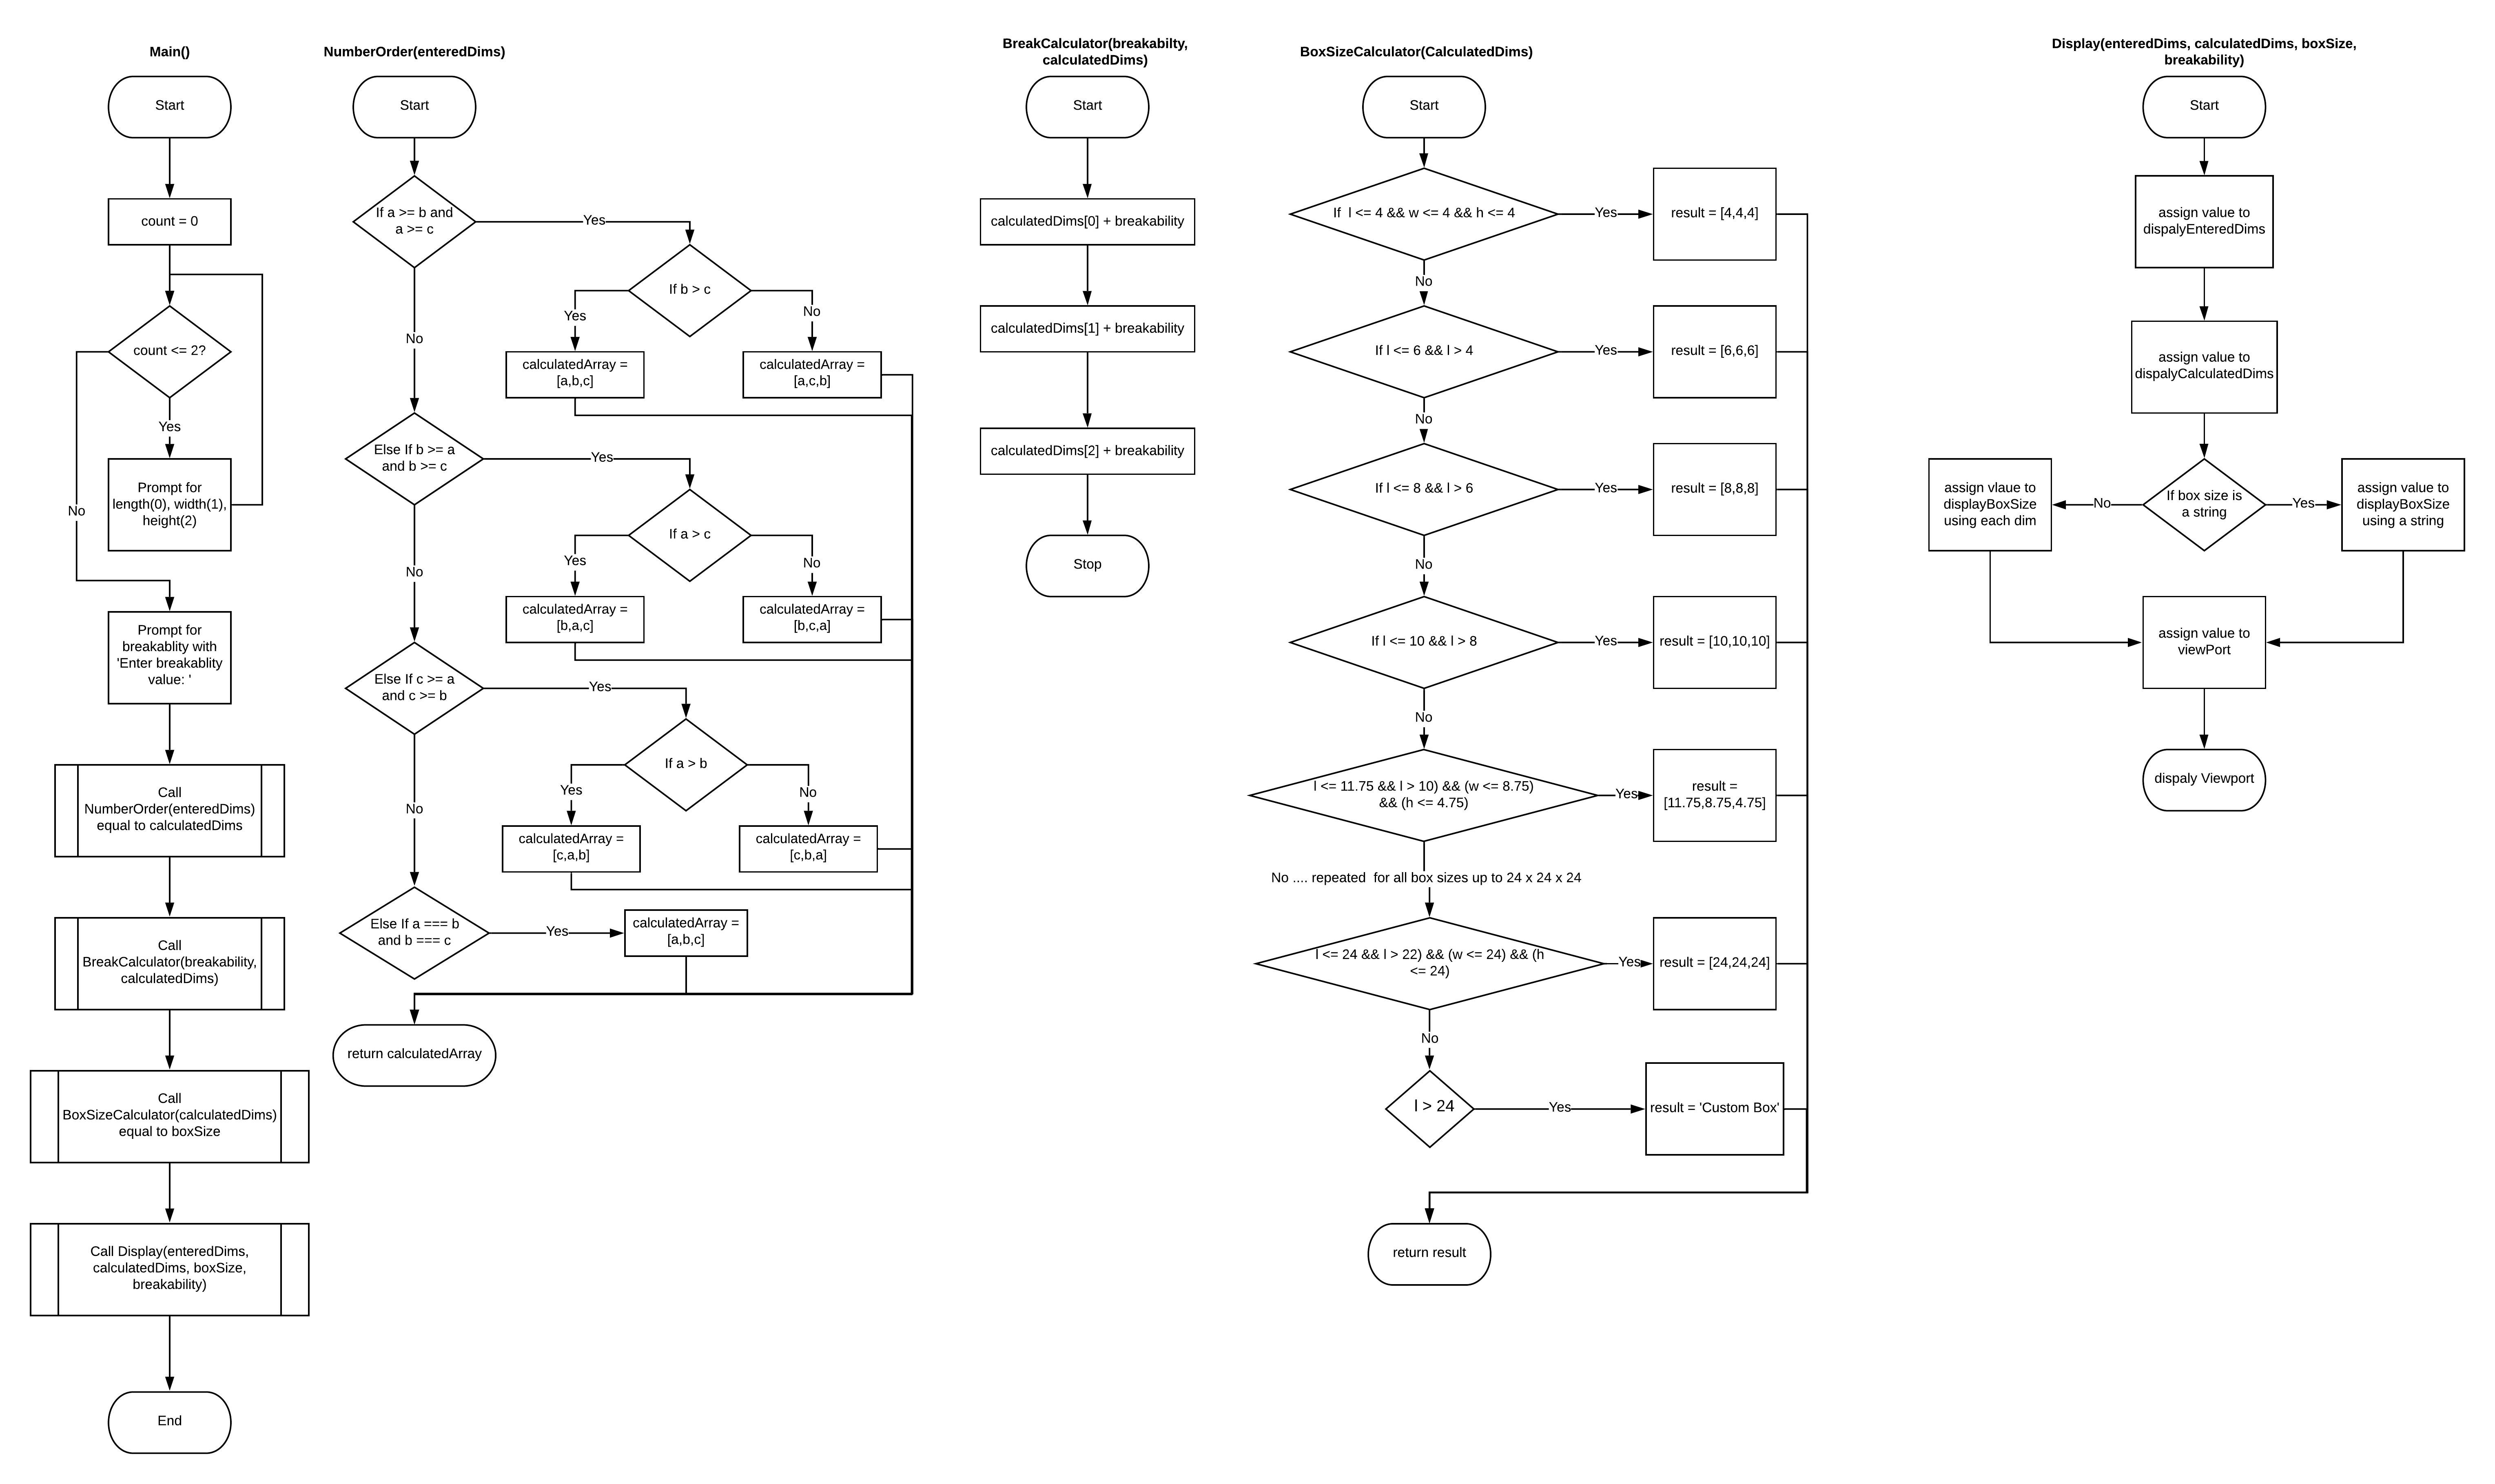 Main()
Start
count = 0
count <= 2?
Yes
No
Prompt for
length(0), width(1),
height(2)
Prompt for
breakablity with
'Enter breakablity
value: '
Call
NumberOrder(enteredDims)
equal to calculatedDims
Call
BreakCalculator(breakability,
calculatedDims)
Call
BoxSizeCalculator(calculatedDims)
equal to boxSize
Call Display(enteredDims,
calculatedDims, boxSize,
breakability)
End
NumberOrder(enteredDims)
Start
If a >= b and
a >= c
Yes
If b > c
Yes
No
calculatedArray =
[a,b,c]
calculatedArray =
[a,c,b]
No
Else If b >= a
and b >= c
Yes
If a > c
Yes
No
calculatedArray =
[b,a,c]
calculatedArray =
[b,c,a]
No
Else If c >= a
and c >= b
Yes
If a > b
Yes
No
calculatedArray =
[c,a,b]
calculatedArray =
[c,b,a]
No
Else If a === b
and b === c
Yes
calculatedArray =
[a,b,c]
return calculatedArray
BreakCalculator(breakabilty,
calculatedDims)
Start
calculatedDims[0] + breakability
calculatedDims[1] + breakability
calculatedDims[2] + breakability
Stop
BoxSizeCalculator(CalculatedDims)
Start
If  l <= 4 && w <= 4 && h <= 4
Yes
result = [4,4,4]
No
If l <= 6 && l > 4
Yes
result = [6,6,6]
No
If l <= 8 && l > 6
Yes
result = [8,8,8]
No
If l <= 10 && l > 8
Yes
result = [10,10,10]
No
l <= 11.75 && l > 10) && (w <= 8.75)
&& (h <= 4.75)
Yes
result =
[11.75,8.75,4.75]
No .... repeated  for all box sizes up to 24 x 24 x 24
l <= 24 && l > 22) && (w <= 24) && (h
<= 24)
Yes
result = [24,24,24]
No
l > 24
Yes
result = 'Custom Box'
return result
Display(enteredDims, calculatedDims, boxSize,
breakability)
Start
assign value to
dispalyEnteredDims
assign value to
dispalyCalculatedDims
If box size is
a string
No
Yes
assign vlaue to
displayBoxSize
using each dim
assign value to
displayBoxSize
using a string
assign value to
viewPort
dispaly Viewport